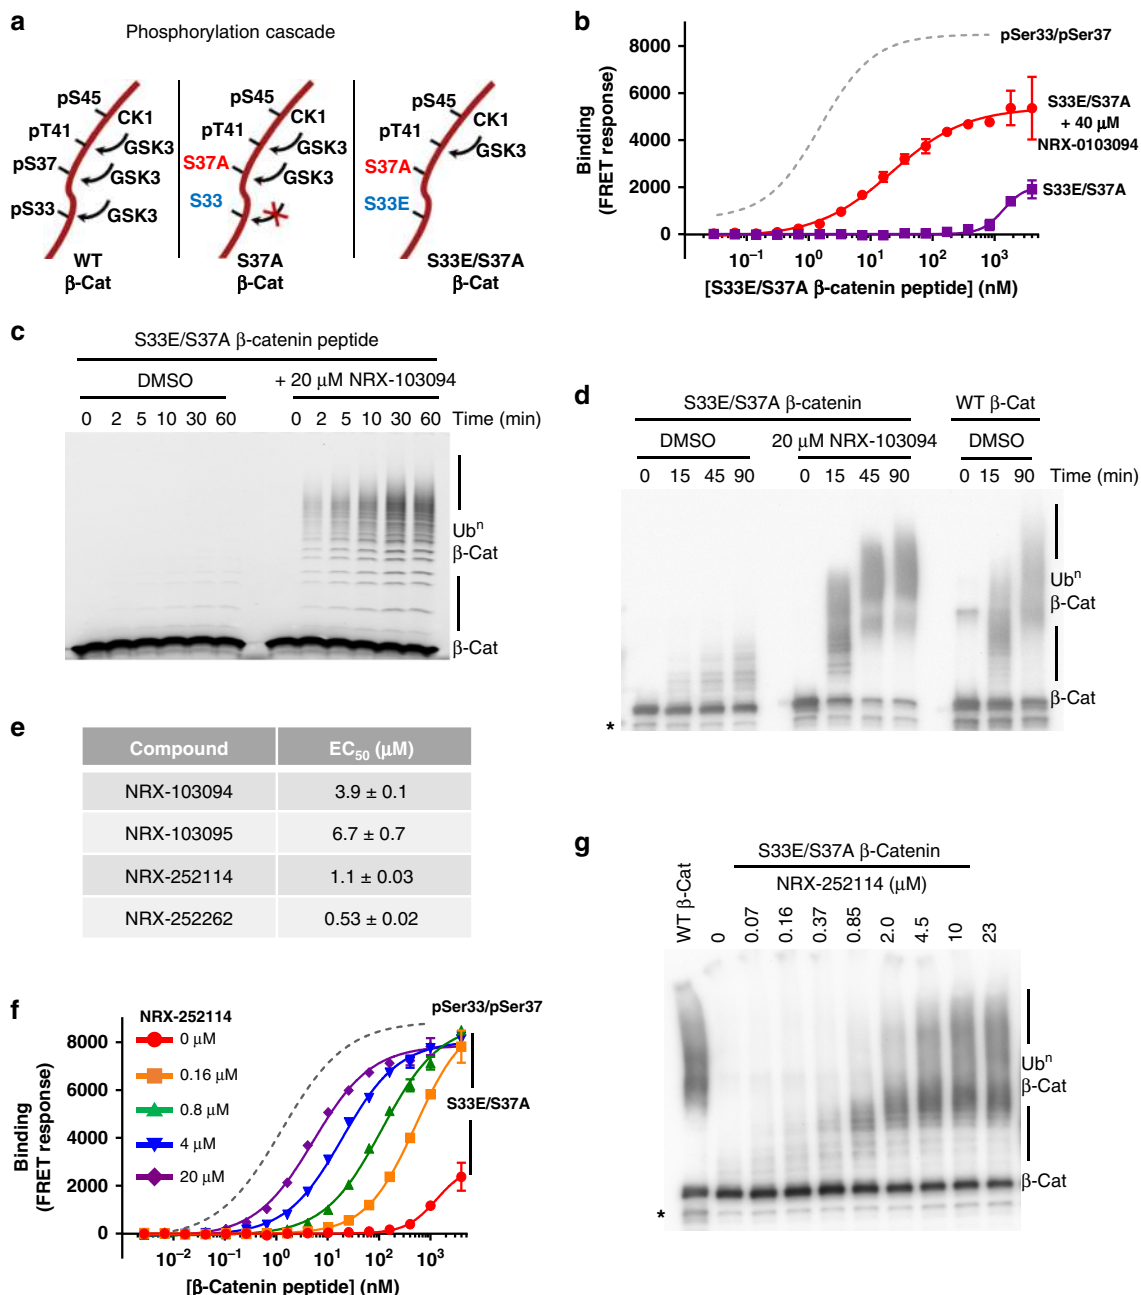 a
Phosphorylation cascade
pS45
CK1
pT41
GSK3
pS37
GSK3
pS33
GSK3
WT
β-Cat
pS45
CK1
pT41
GSK3
S37A
GSK3
S33
S37A
β-Cat
pS45
CK1
pT41
GSK3
S37A
S33E
S33E/S37A
β-Cat
b
Binding
(FRET response)
8000
6000
4000
2000
0
10⁻¹ 10⁰ 10¹ 10² 10³
[S33E/S37A β-catenin peptide] (nM)
pSer33/pSer37
S33E/S37A
+ 40 μM
NRX-0103094
S33E/S37A
c
S33E/S37A β-catenin peptide
DMSO + 20 μM NRX-103094
0 2 5 10 30 60 0 2 5 10 30 60 Time (min)
Ubⁿ
β-Cat
β-Cat
d
S33E/S37A β-catenin WT β-Cat
DMSO 20 μM NRX-103094 DMSO
0 15 45 90 0 15 45 90 0 15 90 Time (min)
Ubⁿ
β-Cat
β-Cat
*
e
Compound EC₅₀ (μM)
NRX-103094 3.9 ± 0.1
NRX-103095 6.7 ± 0.7
NRX-252114 1.1 ± 0.03
NRX-252262 0.53 ± 0.02
f
NRX-252114
0 μM
0.16 μM
0.8 μM
4 μM
20 μM
pSer33/pSer37
S33E/S37A
Binding
(FRET response)
8000
6000
4000
2000
0
10⁻² 10⁻¹ 10⁰ 10¹ 10² 10³
[β-Catenin peptide] (nM)
g
S33E/S37A β-Catenin
NRX-252114 (μM)
WT β-Cat 0 0.07 0.16 0.37 0.85 2.0 4.5 10 23
Ubⁿ
β-Cat
β-Cat
*